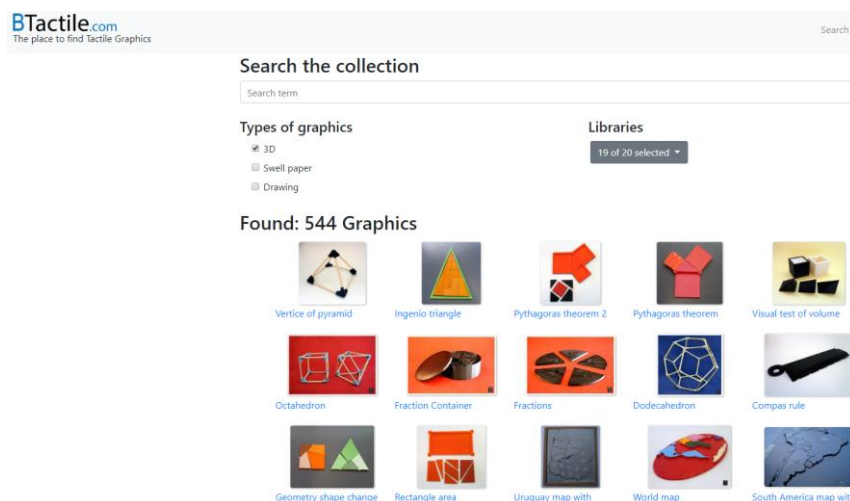 BTactile.com
The place to find Tactile Graphics
Search
Search the collection
Search term
Types of graphics
3D
Swell paper
Drawing
Libraries
19 of 20 selected
Found: 544 Graphics
Vertice of pyramid
Ingenio triangle
Pythagoras theorem 2
Pythagoras theorem
Visual test of volume
Octahedron
Fraction Container
Fractions
Dodecahedron
Compas rule
Geometry shape change
Rectangle area
Uruguay map with
World map
South America map wit